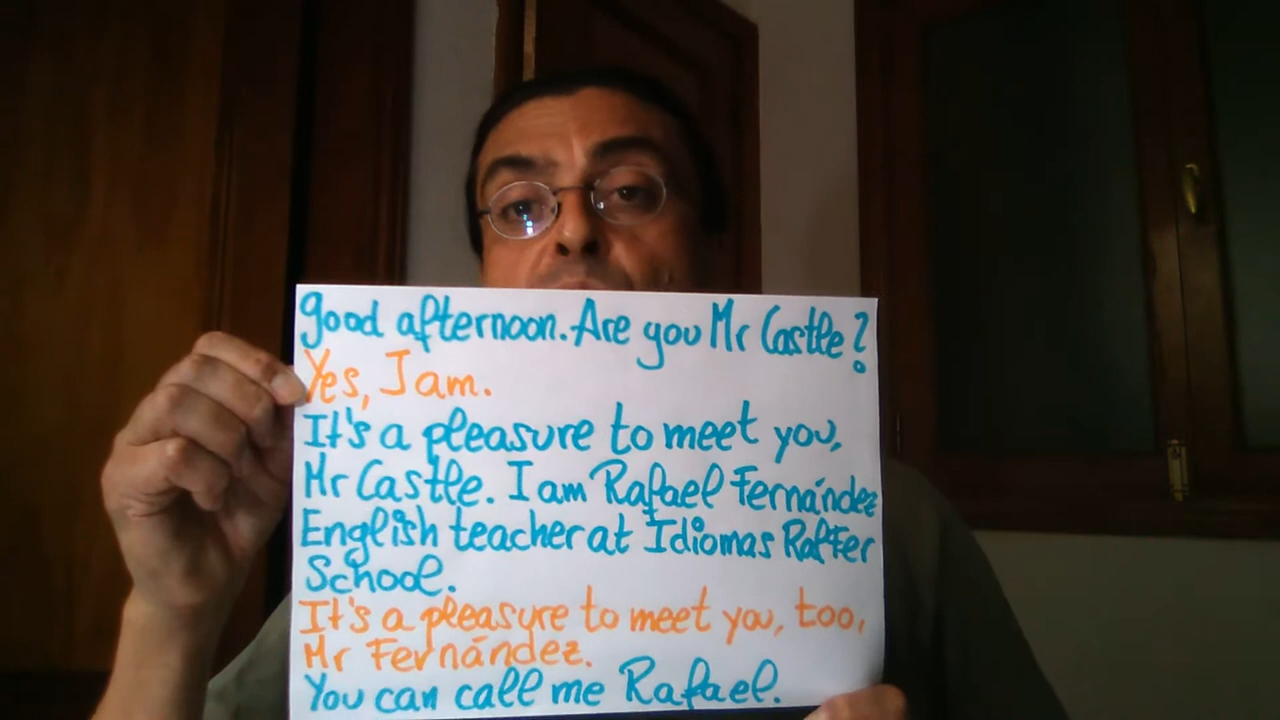 good afternoon. Are you Mr Castle?
Yes, I am.
It's a pleasure to meet you,
Mr Castle. I am Rafael Fernández
English teacher at Idiomas RafFer
School.
It's a pleasure to meet you, too,
Mr Fernández.
You can call me Rafael.